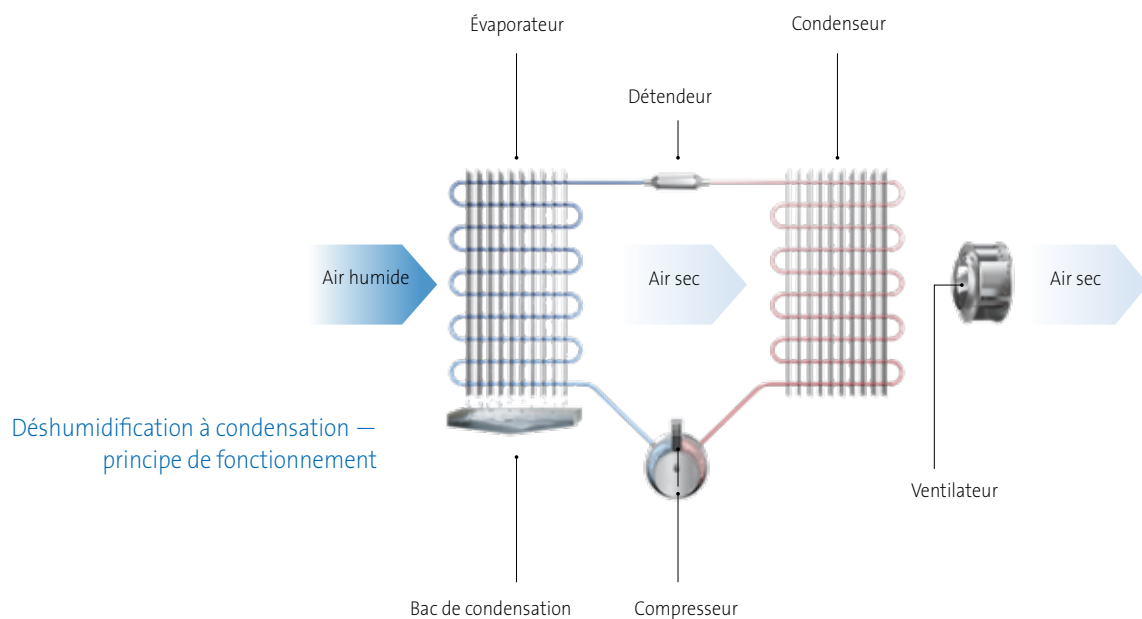 Évaporateur
Condenseur
Détendeur
Air humide
Air sec
Air sec
Déshumidification à condensation —
principe de fonctionnement
Ventilateur
Bac de condensation
Compresseur